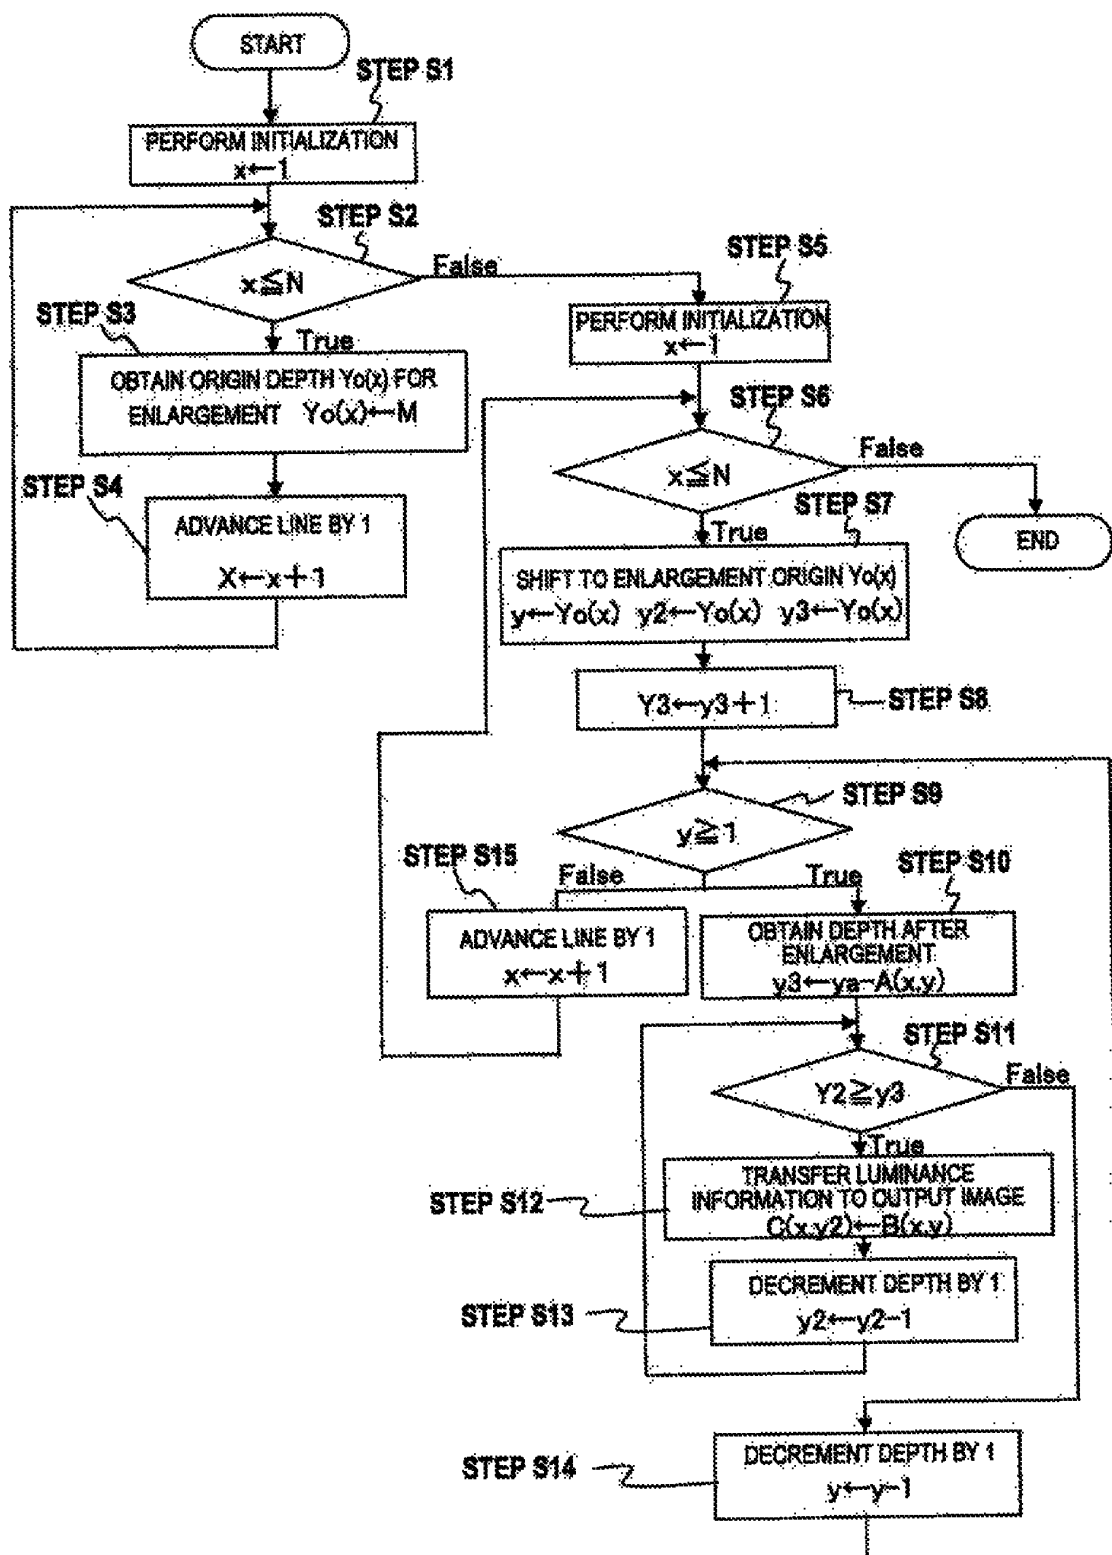 START
STEP S1
PERFORM INITIALIZATION
x←1
STEP S2
x≦N
False
True
STEP S3
OBTAIN ORIGIN DEPTH Yo(x) FOR
ENLARGEMENT Yo(x)←M
STEP S4
ADVANCE LINE BY 1
X←x+1
STEP S5
PERFORM INITIALIZATION
x←1
STEP S6
x≦N
False
True
END
STEP S7
SHIFT TO ENLARGEMENT ORIGIN Yo(x)
y←Yo(x) y2←Yo(x) y3←Yo(x)
Y3←y3+1
STEP S8
STEP S9
y≧1
False
True
STEP S15
ADVANCE LINE BY 1
x←x+1
STEP S10
OBTAIN DEPTH AFTER
ENLARGEMENT
y3←ya-A(x,y)
STEP S11
Y2≧y3
False
True
STEP S12
TRANSFER LUMINANCE
INFORMATION TO OUTPUT IMAGE
C(x,y2)←B(x,y)
STEP S13
DECREMENT DEPTH BY 1
y2←y2-1
STEP S14
DECREMENT DEPTH BY 1
y←y-1